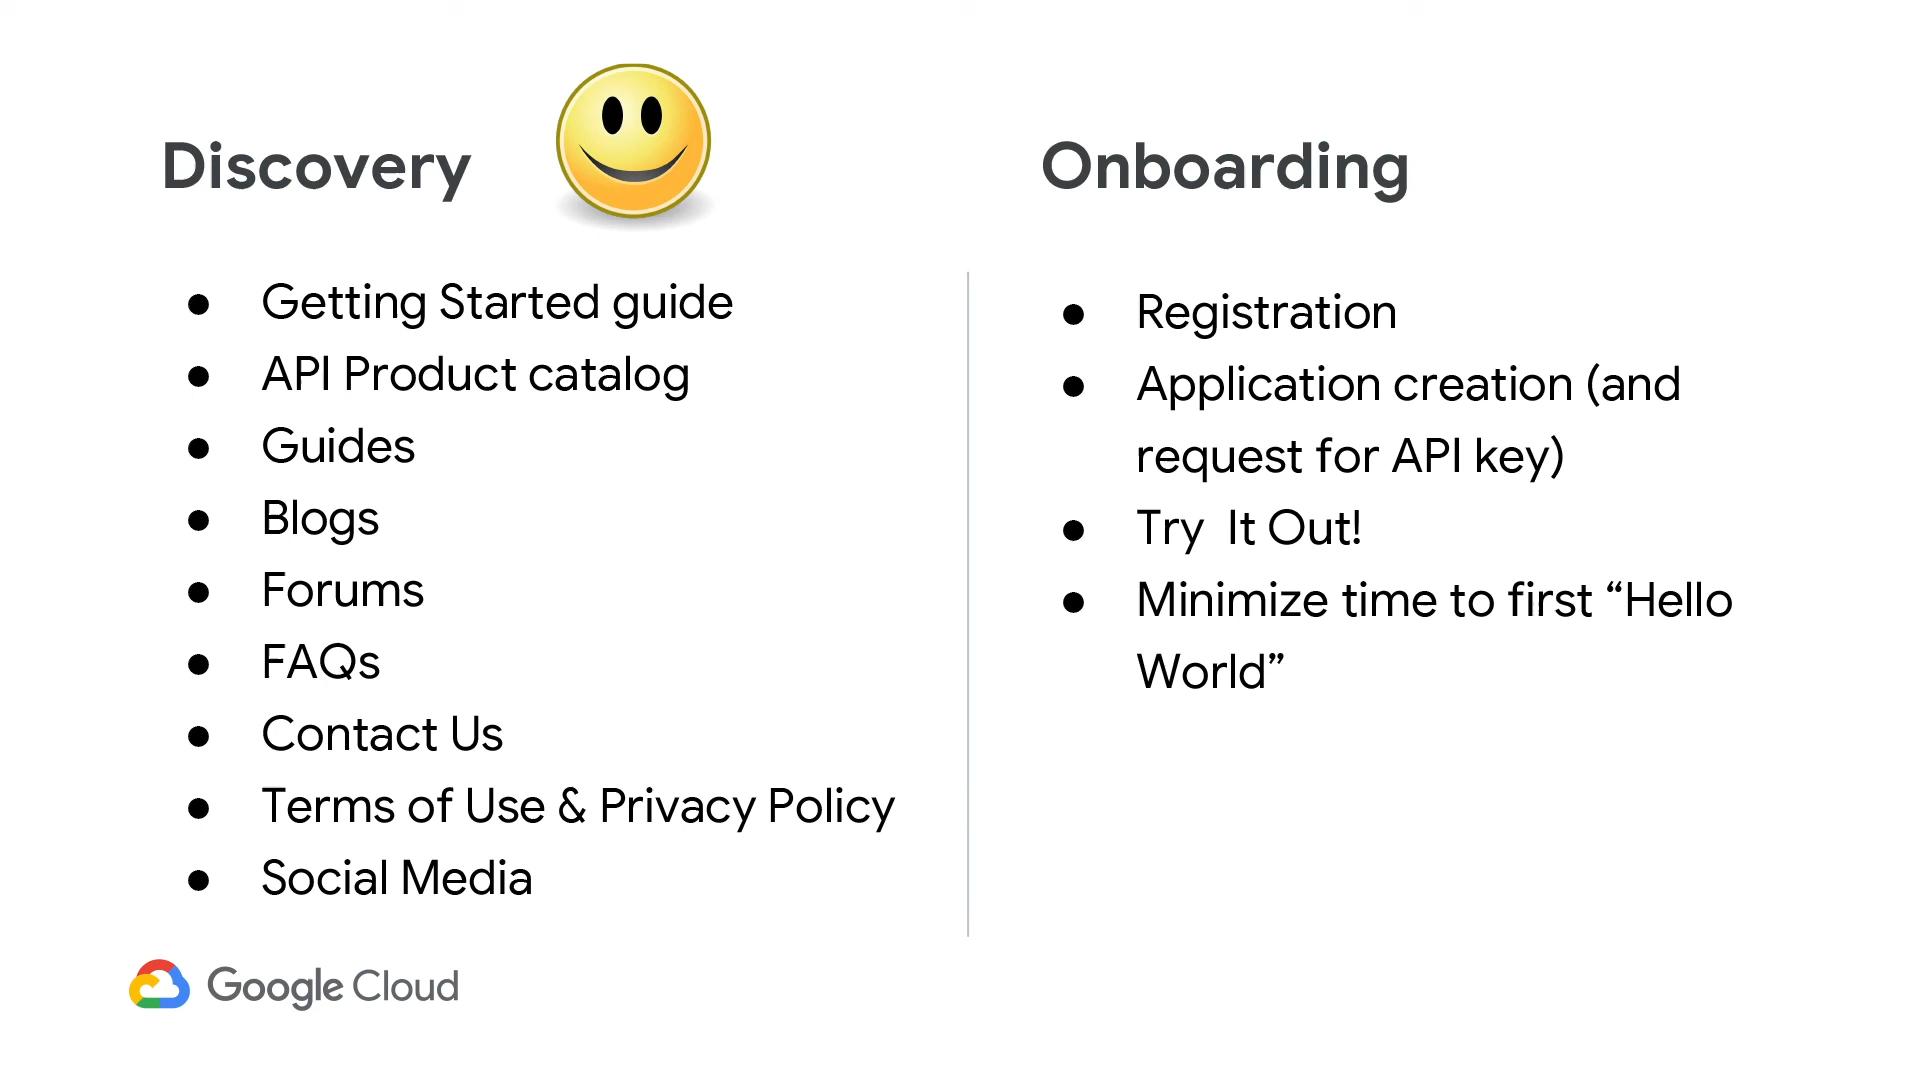 Discovery
● Getting Started guide
● API Product catalog
● Guides
● Blogs
● Forums
● FAQs
● Contact Us
● Terms of Use & Privacy Policy
● Social Media
Onboarding
● Registration
● Application creation (and
request for API key)
● Try  It Out!
● Minimize time to first “Hello
World”
Google Cloud